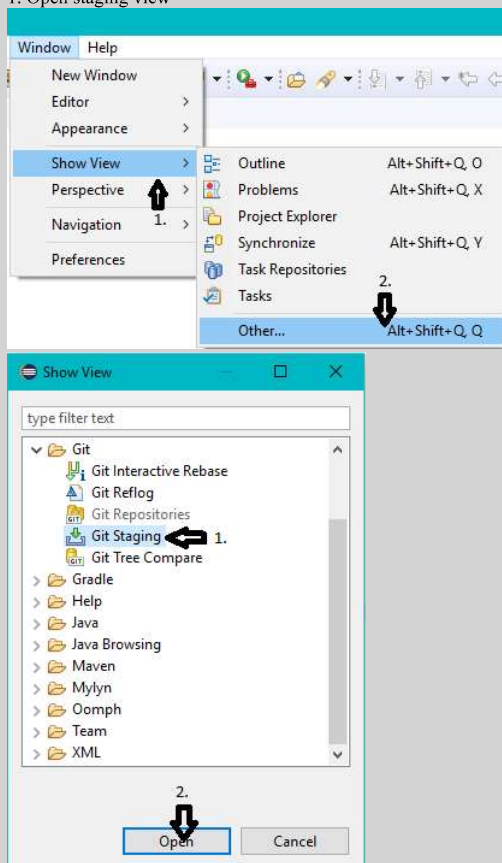 1. Open staging view
Window Help
New Window
Editor
Appearance
Show View
Perspective
1.
Navigation
Preferences
Outline Alt+Shift+Q, O
Problems Alt+Shift+Q, X
Project Explorer
Synchronize Alt+Shift+Q, Y
Task Repositories
2.
Tasks
Other... Alt+Shift+Q, Q
Show View
type filter text
Git
Git Interactive Rebase
Git Reflog
Git Repositories
Git Staging 1.
Git Tree Compare
Gradle
Help
Java
Java Browsing
Maven
Mylyn
Oomph
Team
XML
2.
Open Cancel